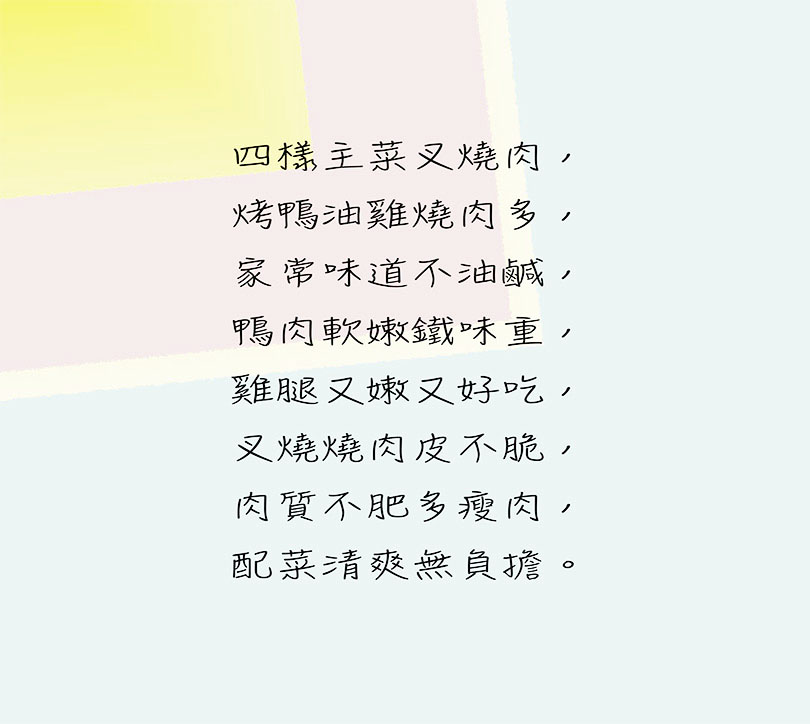 四樣主菜叉燒肉，
烤鴨油雞燒肉多，
家常味道不油鹹，
鴨肉軟嫩鐵味重，
雞腿又嫩又好吃，
叉燒燒肉皮不脆，
肉質不肥多瘦肉，
配菜清爽無負擔。